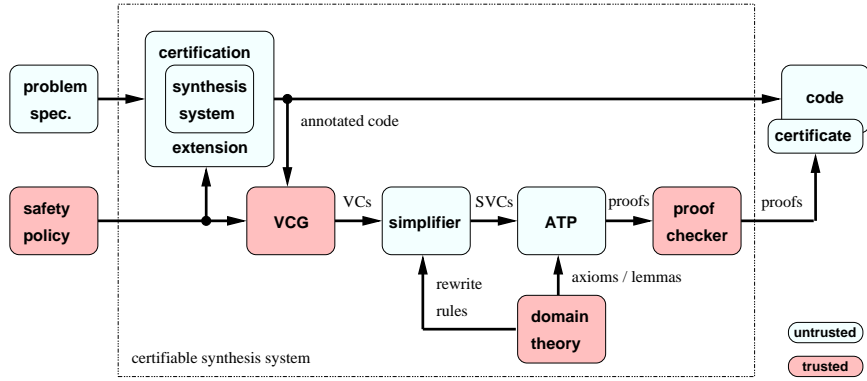 certification
problem
spec.
synthesis
system
extension
annotated code
code
certificate
safety
policy
VCG
VCs
simplifier
SVCs
ATP
proofs
proof
checker
proofs
rewrite
rules
axioms / lemmas
domain
theory
certifiable synthesis system
untrusted
trusted